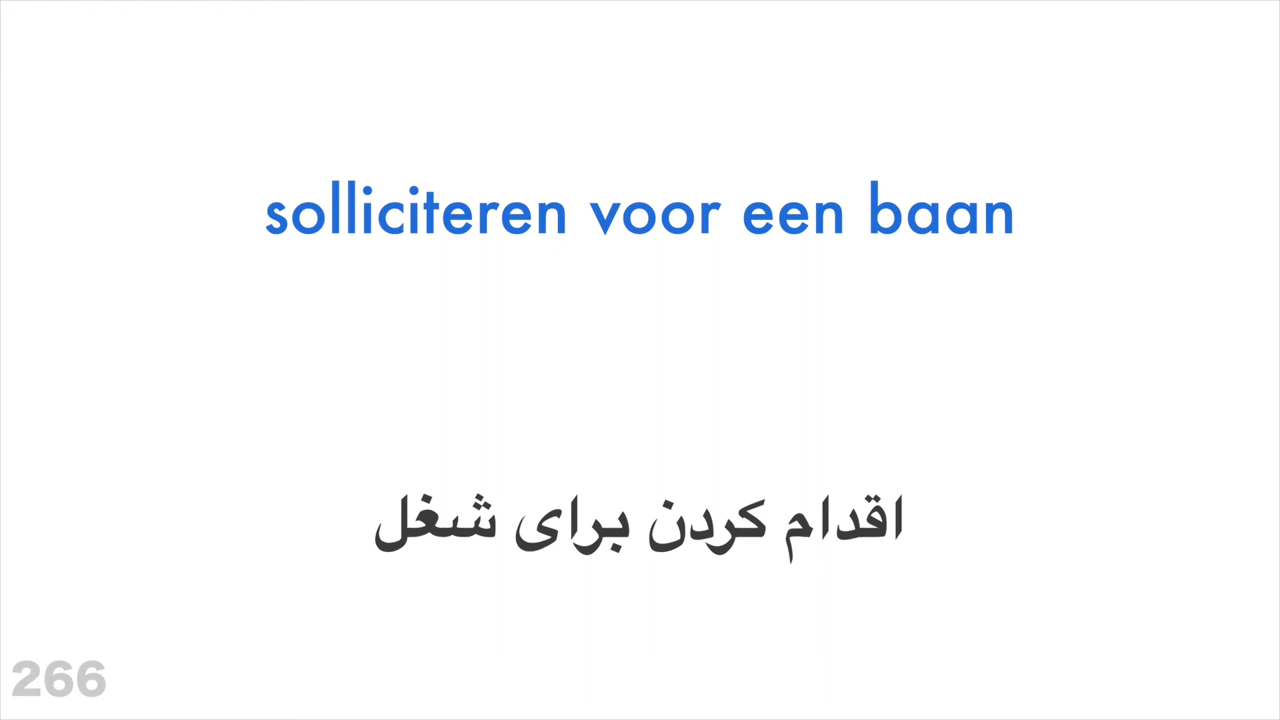 solliciteren voor een baan
اقدام کردن برای شغل
266